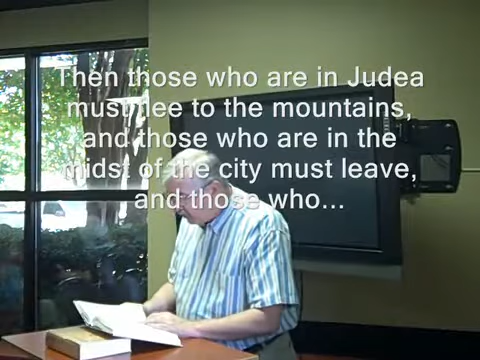 Then those who are in Judea
must flee to the mountains,
and those who are in the
midst of the city must leave,
and those who...